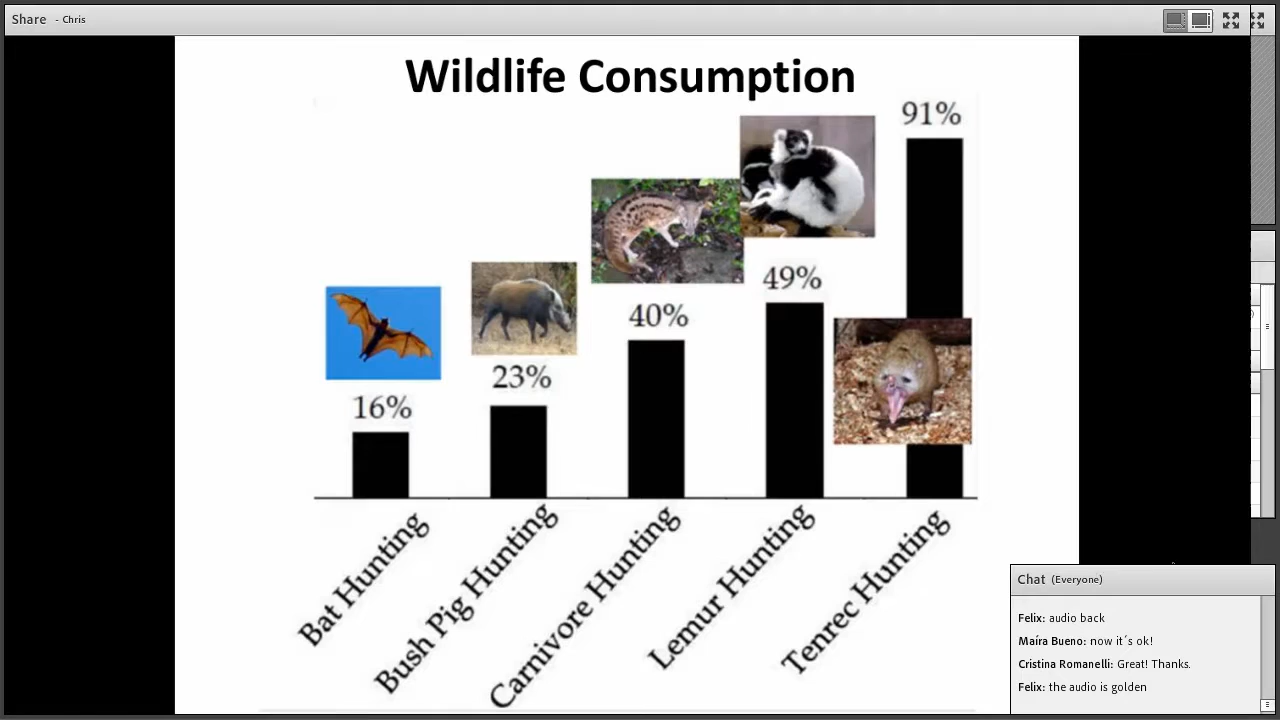 Share - Chris
Wildlife Consumption
91%
49%
40%
23%
16%
Bat Hunting
Bush Pig Hunting
Carnivore Hunting
Lemur Hunting
Tenrec Hunting
Chat (Everyone)
Felix: audio back
Maíra Bueno: now it´s ok!
Cristina Romanelli: Great! Thanks.
Felix: the audio is golden